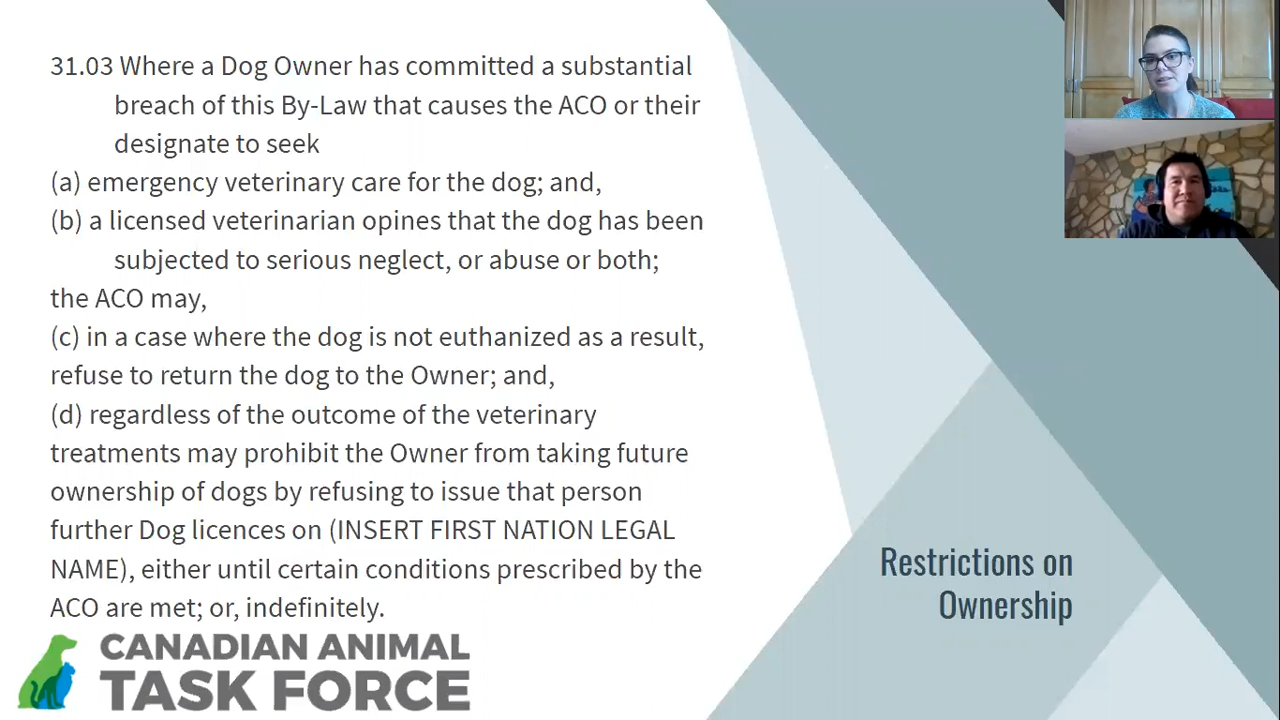 31.03 Where a Dog Owner has committed a substantial
breach of this By-Law that causes the ACO or their
designate to seek
(a) emergency veterinary care for the dog; and,
(b) a licensed veterinarian opines that the dog has been
subjected to serious neglect, or abuse or both;
the ACO may,
(c) in a case where the dog is not euthanized as a result,
refuse to return the dog to the Owner; and,
(d) regardless of the outcome of the veterinary
treatments may prohibit the Owner from taking future
ownership of dogs by refusing to issue that person
further Dog licences on (INSERT FIRST NATION LEGAL
NAME), either until certain conditions prescribed by the
ACO are met; or, indefinitely.
Restrictions on
Ownership
CANADIAN ANIMAL
TASK FORCE